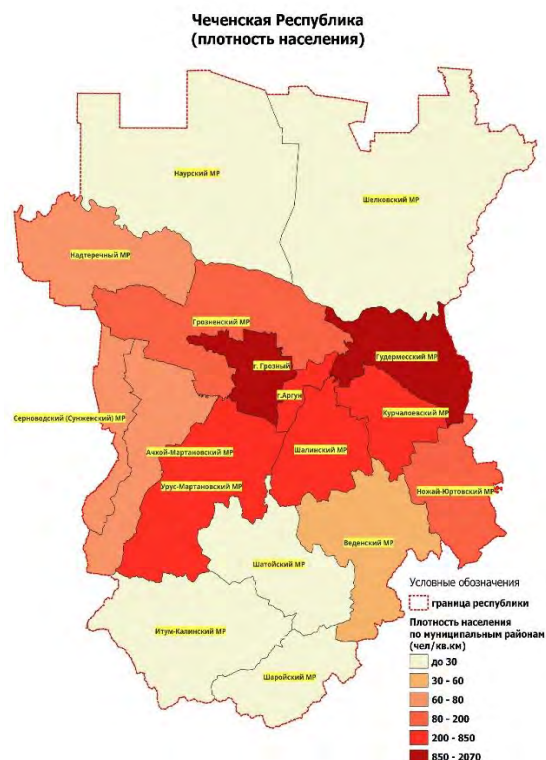 Чеченская Республика
(плотность населения)
Наурский МР
Шелковский МР
Надтеречный МР
Грозненский МР
г. Грозный
Гудермесский МР
г.Аргун
Курчалоевский МР
Серноводский (Сунженский) МР
Ачхой-Мартановский МР
Шалинский МР
Урус-Мартановский МР
Ножай-Юртовский МР
Веденский МР
Шатойский МР
Итум-Калинский МР
Шаройский МР
Условные обозначения
граница республики
Плотность населения
по муниципальным районам
(чел/кв.км)
до 30
30 - 60
60 - 80
80 - 200
200 - 850
850 - 2070